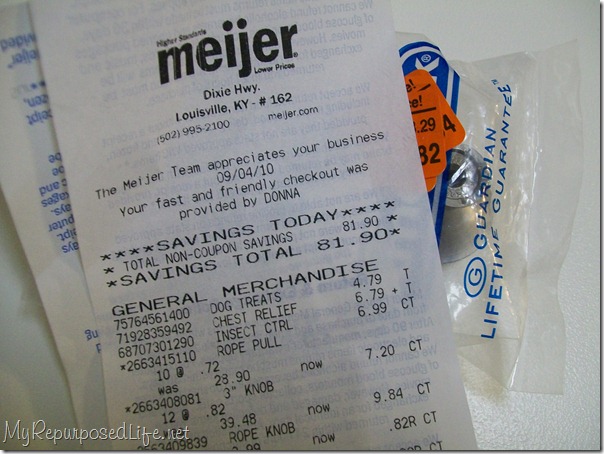 Higher Standards
meijer
Lower Prices
Dixie Hwy.
Louisville, KY - # 162
(502) 995-2100 meijer.com
The Meijer Team appreciates your business
09/04/10
Your fast and friendly checkout was
provided by DONNA
****SAVINGS TODAY****
* TOTAL NON-COUPON SAVINGS 81.90 *
*SAVINGS TOTAL 81.90*
GENERAL MERCHANDISE
75764561400 DOG TREATS 4.79 T
71928359492 CHEST RELIEF 6.79 + T
68707301290 INSECT CTRL 6.99 CT
*2663415110 ROPE PULL
10 @ .72 now 7.20 CT
was 28.90
*2663408081 3" KNOB
12 @ .82 now 9.84 CT
39.48
ROPE KNOB .82R CT
now
G GUARDIAN
LIFETIME GUARANTEE
.29
82
MyRepurposedLife.net